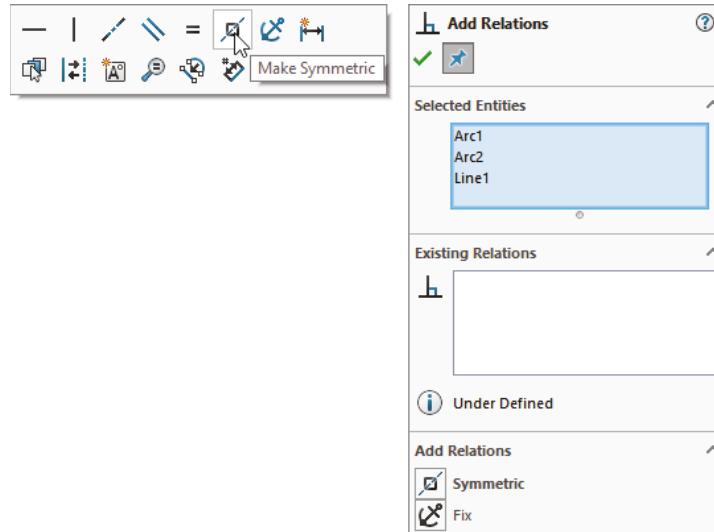 Make Symmetric
Add Relations
Selected Entities
Arc1
Arc2
Line1
Existing Relations
Under Defined
Add Relations
Symmetric
Fix